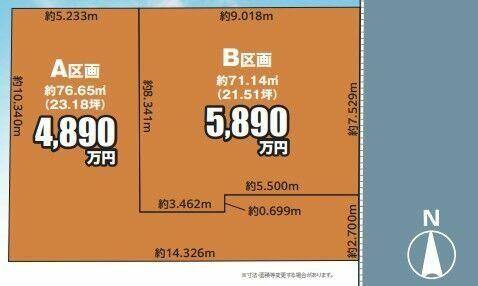 約5.233m
約9.018m
A区画
約76.65㎡
(23.18坪)
4,890
万円
約10.340m
約8.341m
B区画
約71.14㎡
(21.51坪)
5,890
万円
約7.529m
約5.500m
約3.462m
約0.699m
約2.700m
約14.326m
N
※寸法・面積等変更する場合があります。